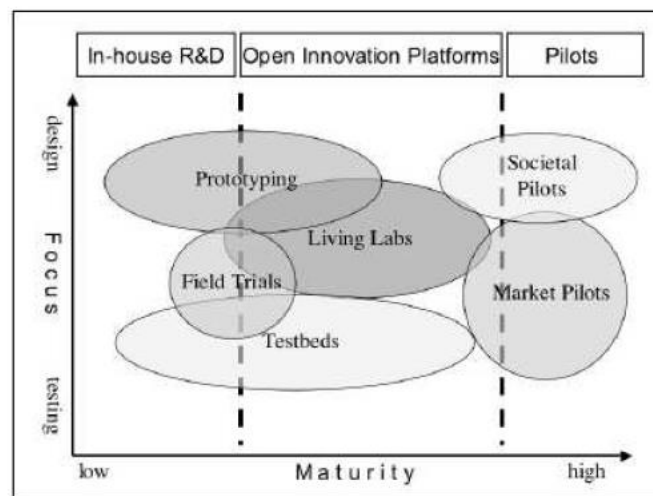 In-house R&D
Open Innovation Platforms
Pilots
design
Focus
testing
Prototyping
Societal
Pilots
Living Labs
Field Trials
Market Pilots
Testbeds
low
Maturity
high